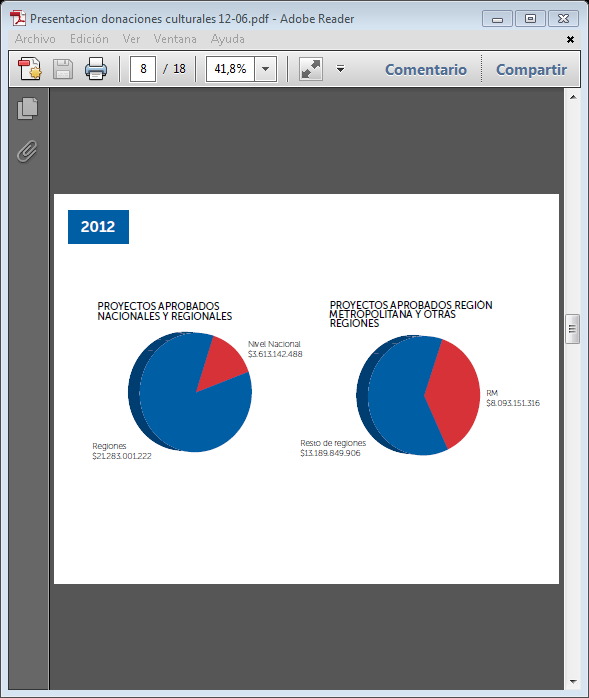 Presentacion donaciones culturales 12-06.pdf - Adobe Reader
Archivo Edición Ver Ventana Ayuda
8 / 18 41,8% Comentario Compartir
2012
PROYECTOS APROBADOS
NACIONALES Y REGIONALES
Nivel Nacional
$3.613.142.488
Regiones
$21.283.001.222
PROYECTOS APROBADOS REGIÓN
METROPOLITANA Y OTRAS
REGIONES
RM
$8.093.151.316
Resto de regiones
$13.189.849.906